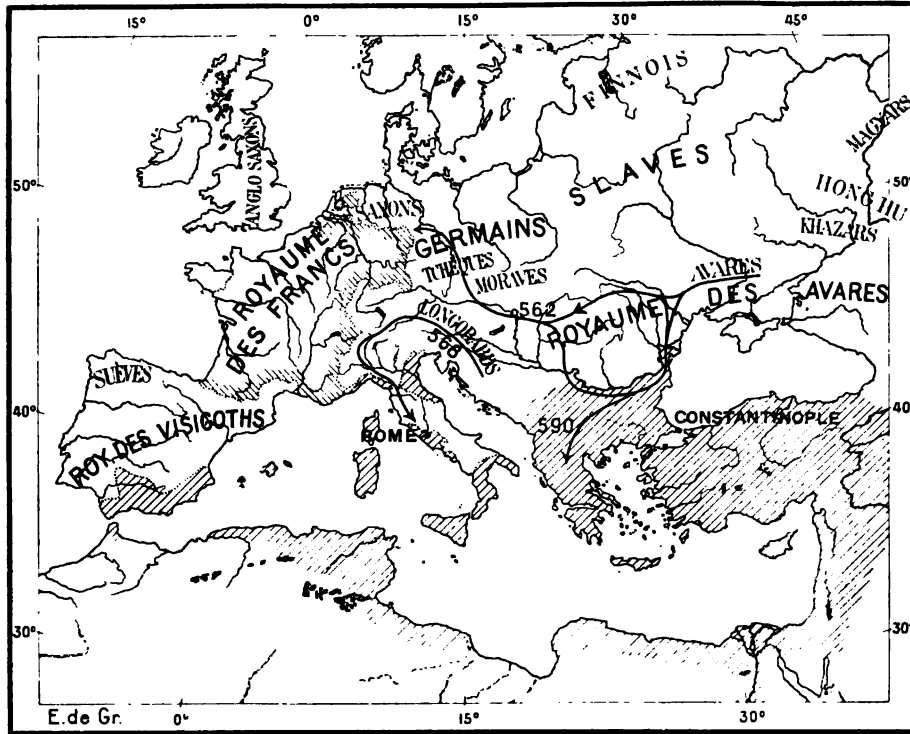 15°
0°
15°
30°
45°
FINNOIS
MAGYARS
ANGLO SAXONS
SLAVES
50°
50°
HONG HU
KHAZARS
GERMAINS
TCHEQUES
MORAVES
ROYAUME
DES FRANCS
AVARES
ROYAUME DES AVARES
562
LONGOBARDS
568
SUÈVES
40°
40°
590
CONSTANTINOPLE
ROY. DES VISIGOTHS
ROME
30°
30°
E. de Gr.
0°
15°
30°